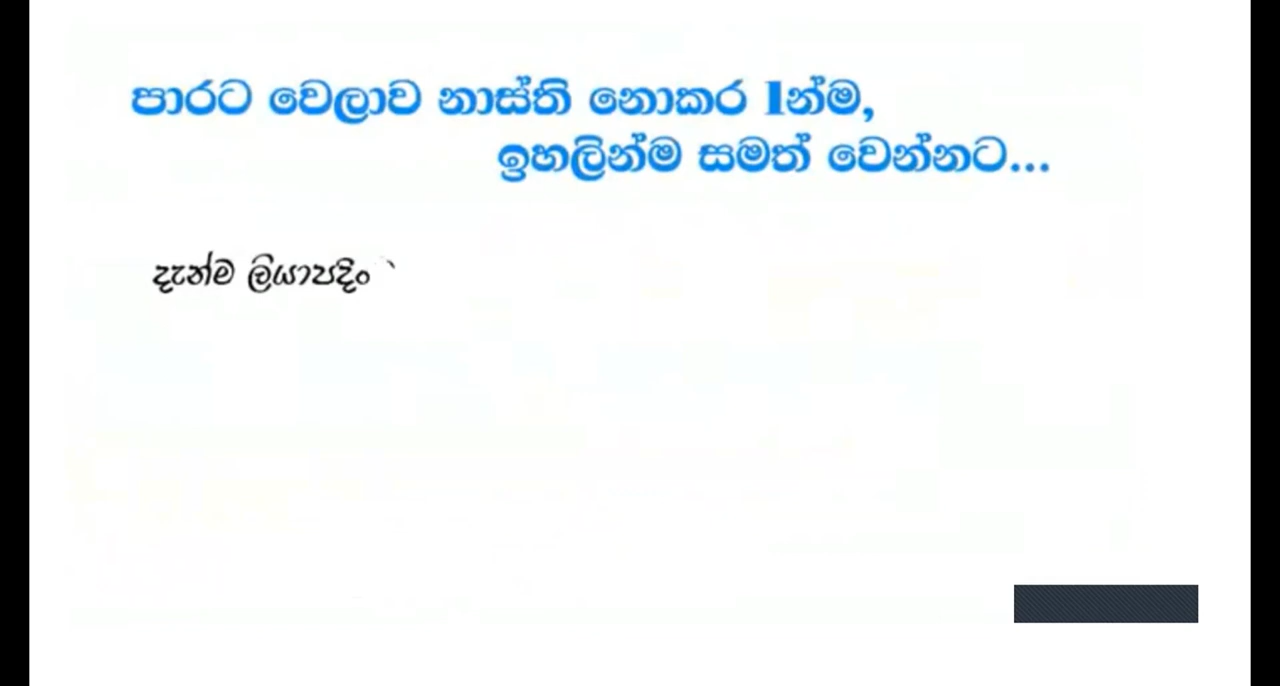 පාරට වෙලාව නාස්ති නොකර 1න්ම,
ඉහලින්ම සමත් වෙන්නට...
දැන්ම ලියාපදිං